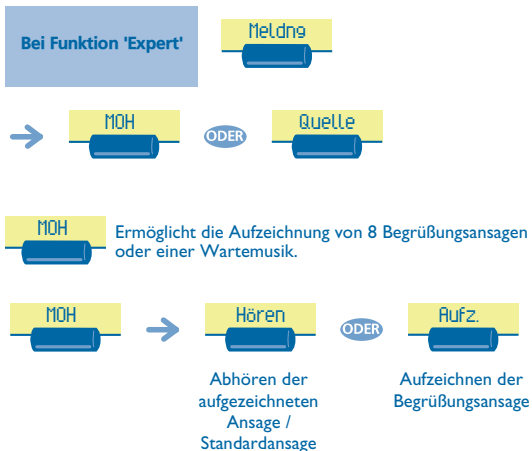 Bei Funktion 'Expert'
Meldng
MOH
ODER
Quelle
MOH
Ermöglicht die Aufzeichnung von 8 Begrüßungsansagen
oder einer Wartemusik.
MOH
Hören
ODER
Aufz.
Abhören der
aufgezeichneten
Ansage /
Standardansage
Aufzeichnen der
Begrüßungsansage